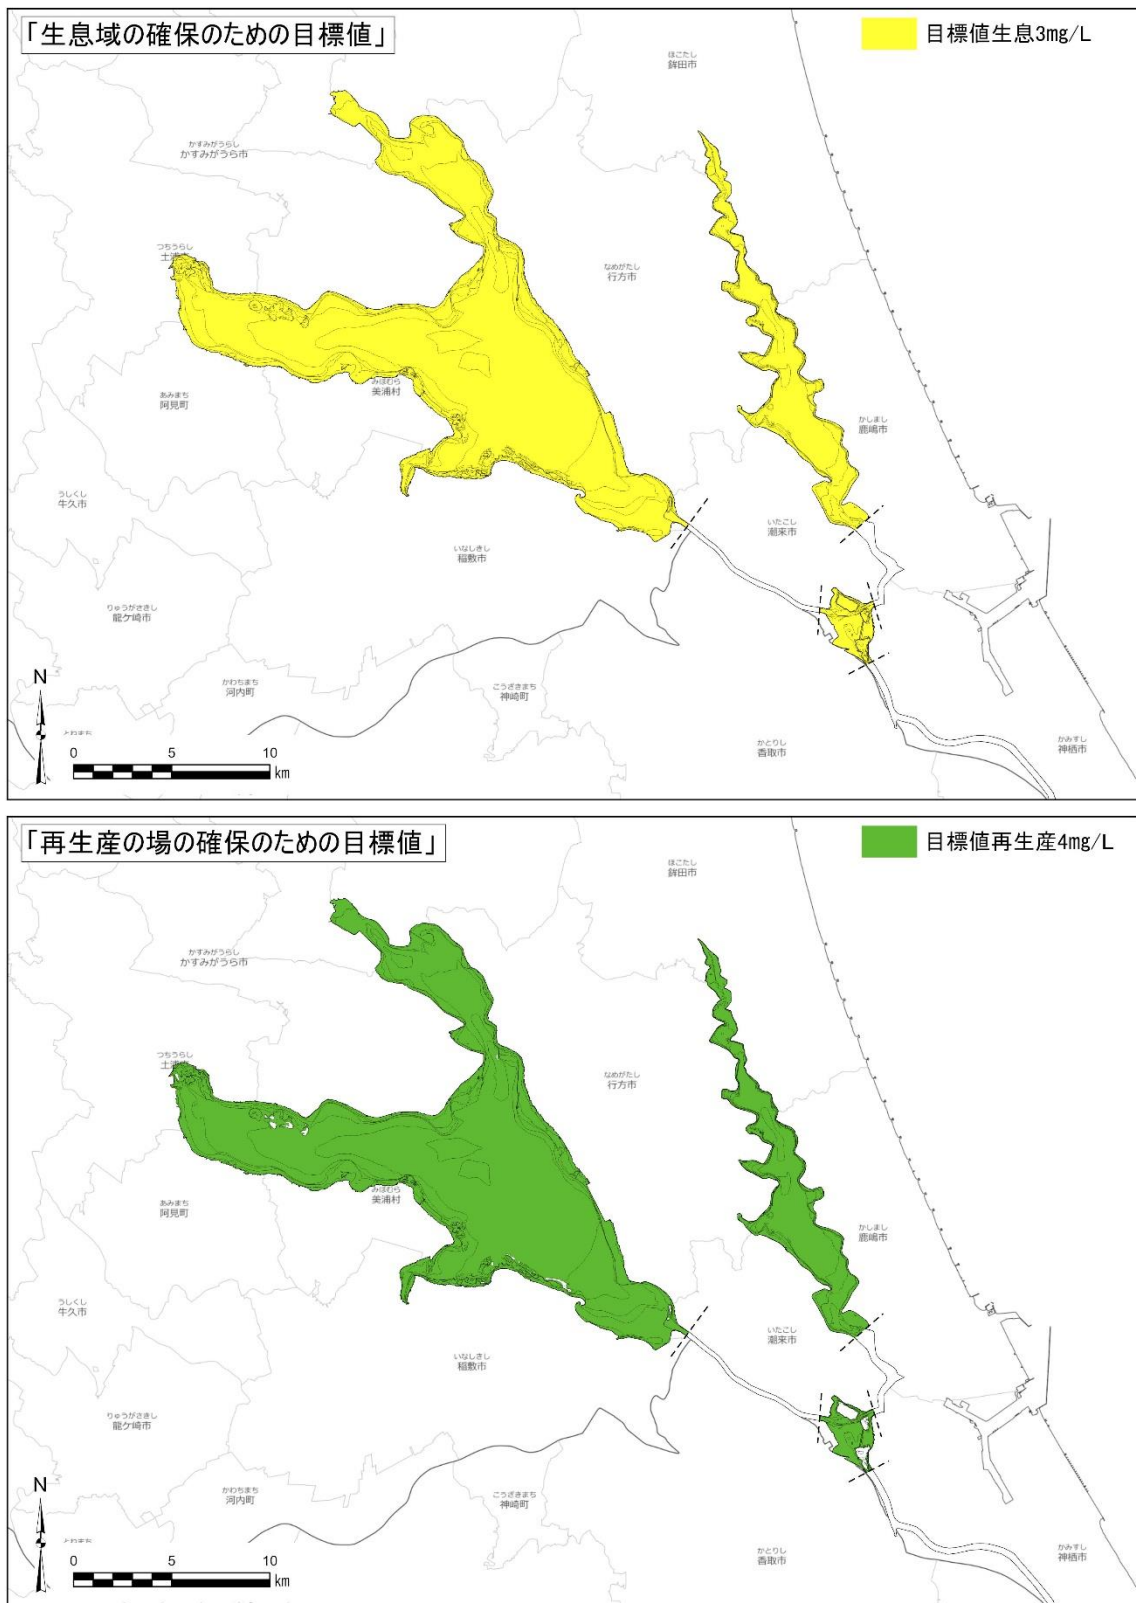 「生息域の確保のための目標値」
目標値生息3mg/L
ほこたし
鉾田市
かすみがうらし
かすみがうら市
つちうらし
なめがたし
行方市
みほむら
美浦村
あみまち
阿見町
かしまし
鹿嶋市
うしくし
牛久市
いたこし
潮来市
いなしきし
稲敷市
りゅうがさきし
龍ケ崎市
かわちまち
河内町
こうざきまち
神崎町
かとりし
香取市
かみすし
神栖市
N
0 5 10
km
「再生産の場の確保のための目標値」
目標値再生産4mg/L
ほこたし
鉾田市
かすみがうらし
かすみがうら市
つちうらし
なめがたし
行方市
みほむら
美浦村
あみまち
阿見町
かしまし
鹿嶋市
うしくし
牛久市
いたこし
潮来市
いなしきし
稲敷市
りゅうがさきし
龍ケ崎市
かわちまち
河内町
こうざきまち
神崎町
かとりし
香取市
かみすし
神栖市
N
0 5 10
km